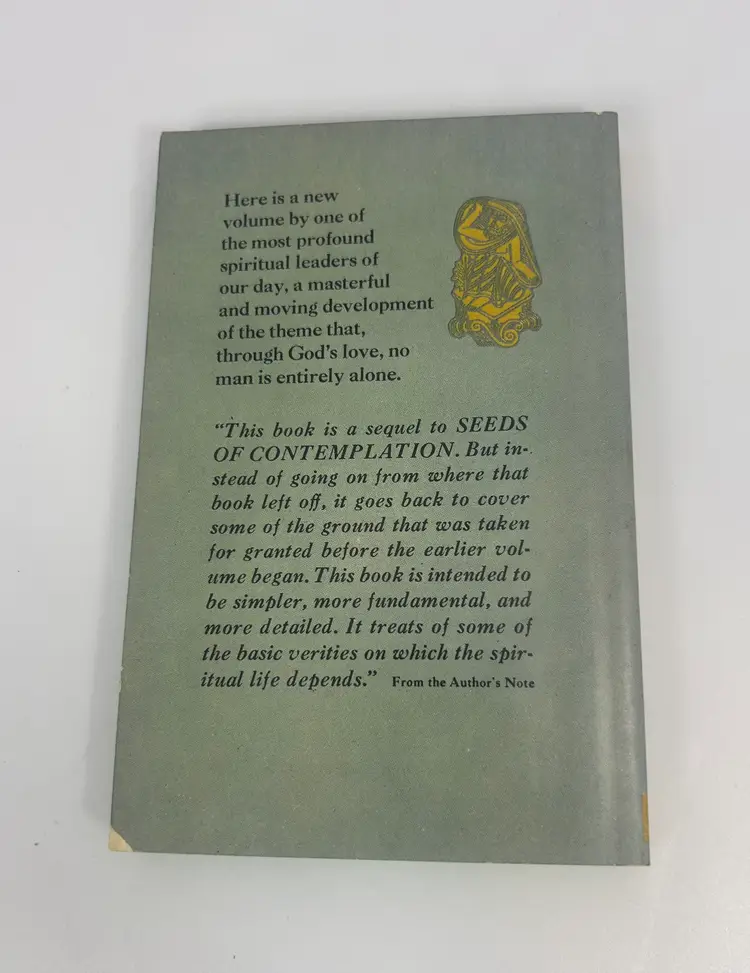 Here is a new
volume by one of
the most profound
spiritual leaders of
our day, a masterful
and moving development
of the theme that,
through God's love, no
man is entirely alone.
"This book is a sequel to SEEDS
OF CONTEMPLATION. But in-
stead of going on from where that
book left off, it goes back to cover
some of the ground that was taken
for granted before the earlier vol-
ume began. This book is intended to
be simpler, more fundamental, and
more detailed. It treats of some of
the basic verities on which the spir-
itual life depends." From the Author's Note